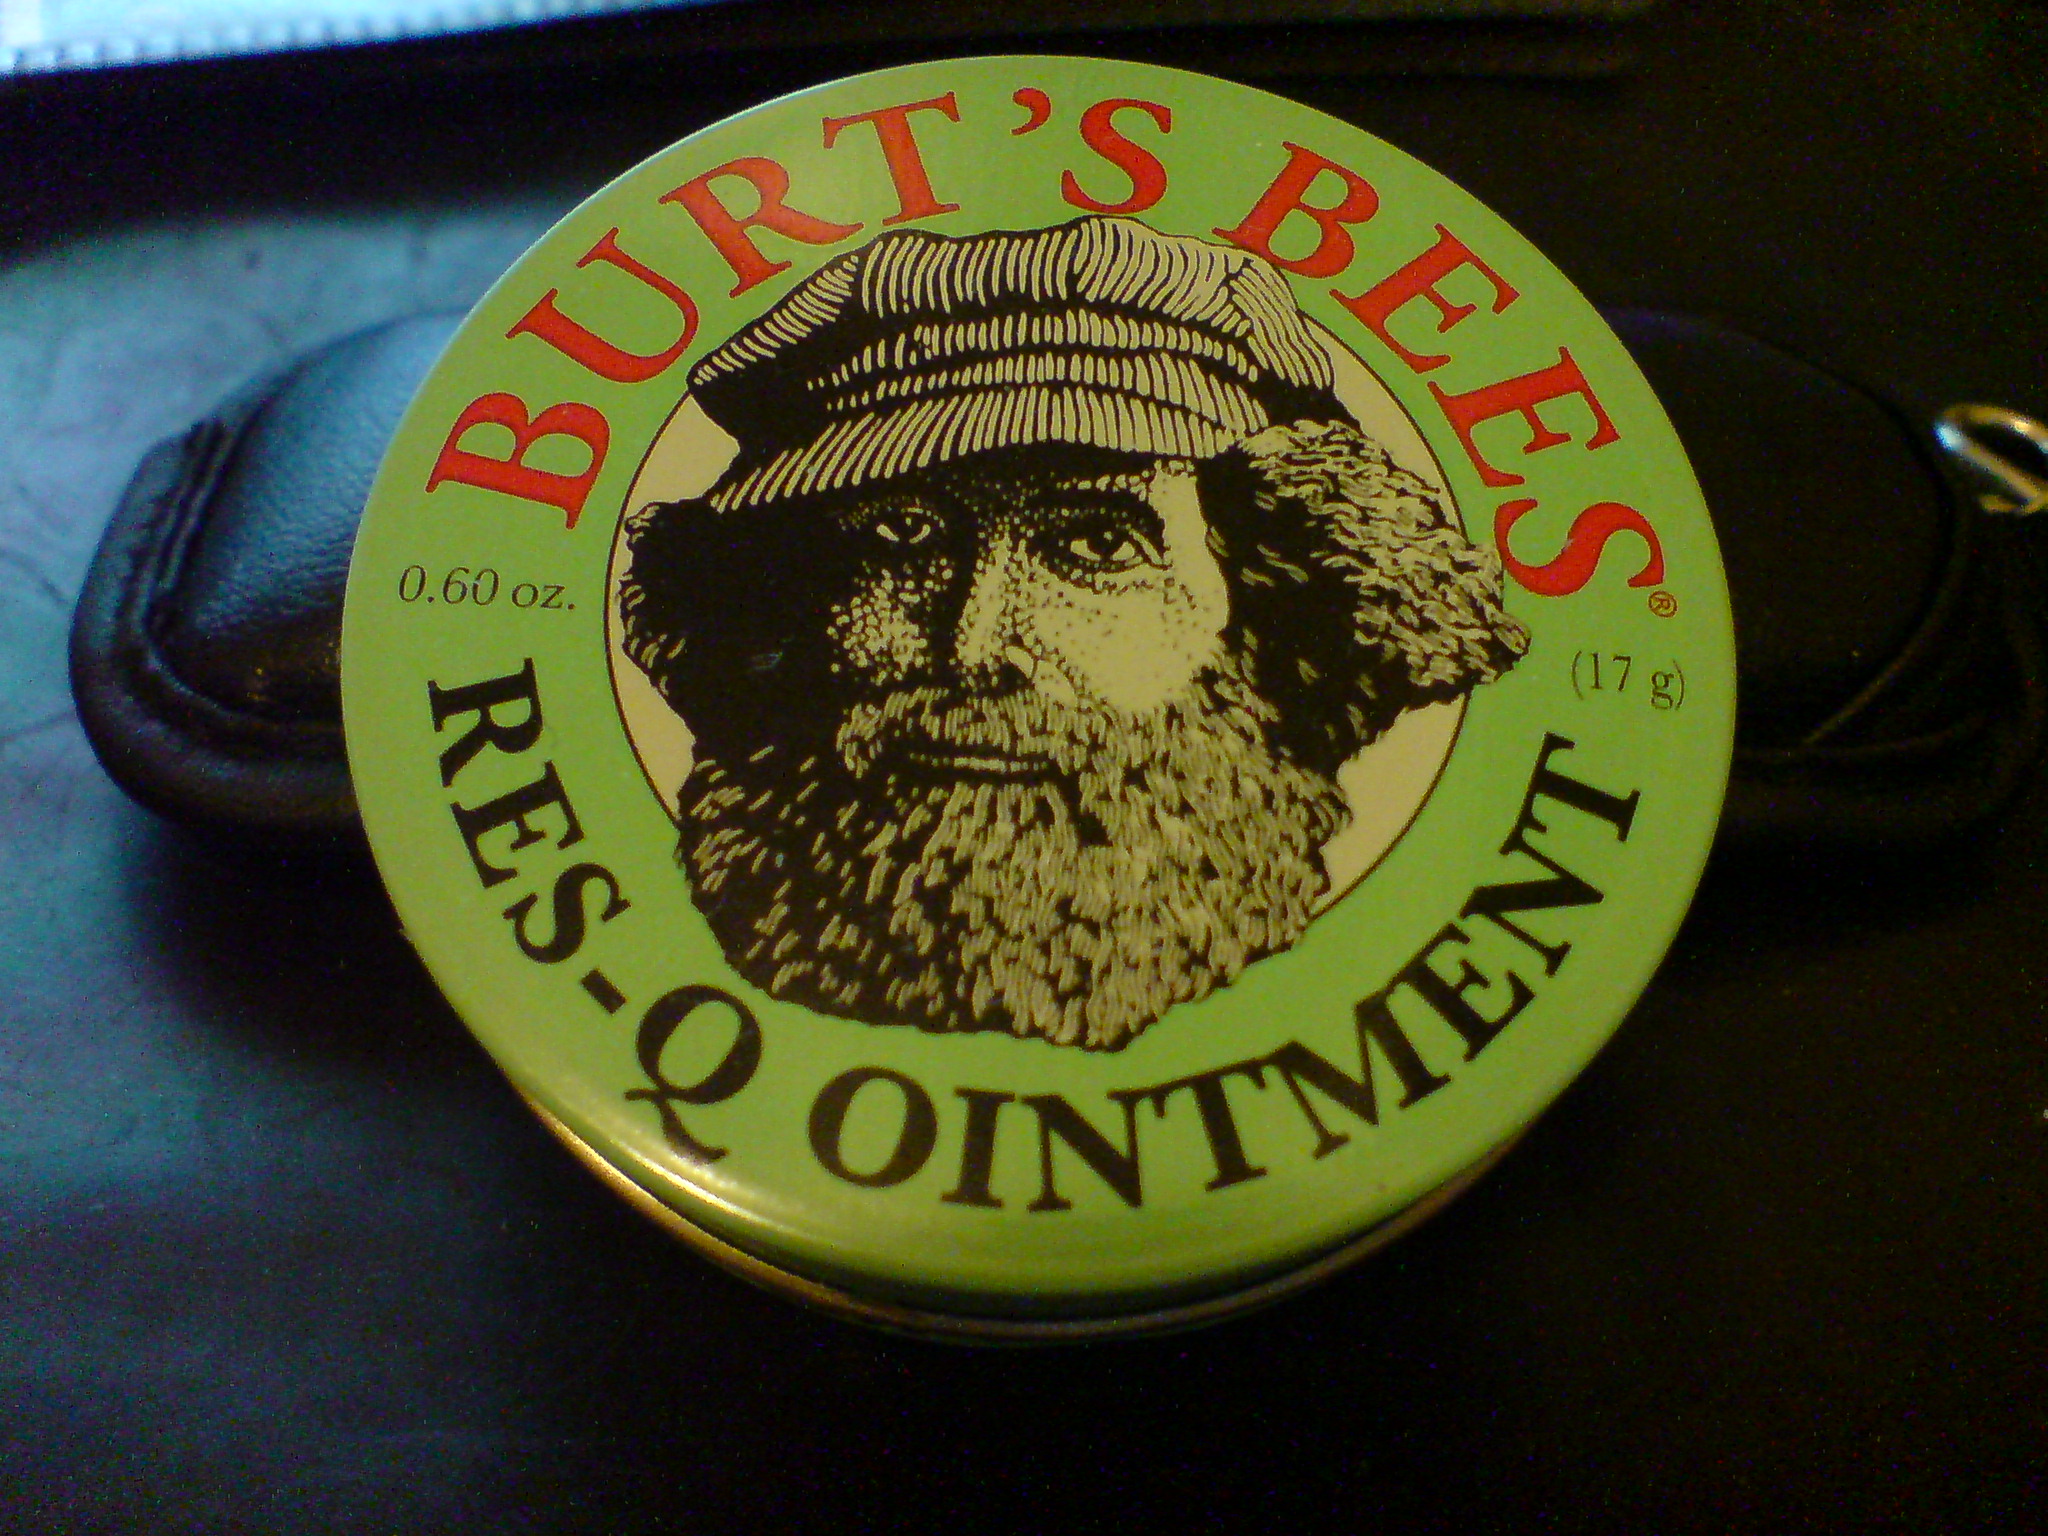 BURT'S BEES®
0.60 oz.
(17 g)
RES-Q OINTMENT